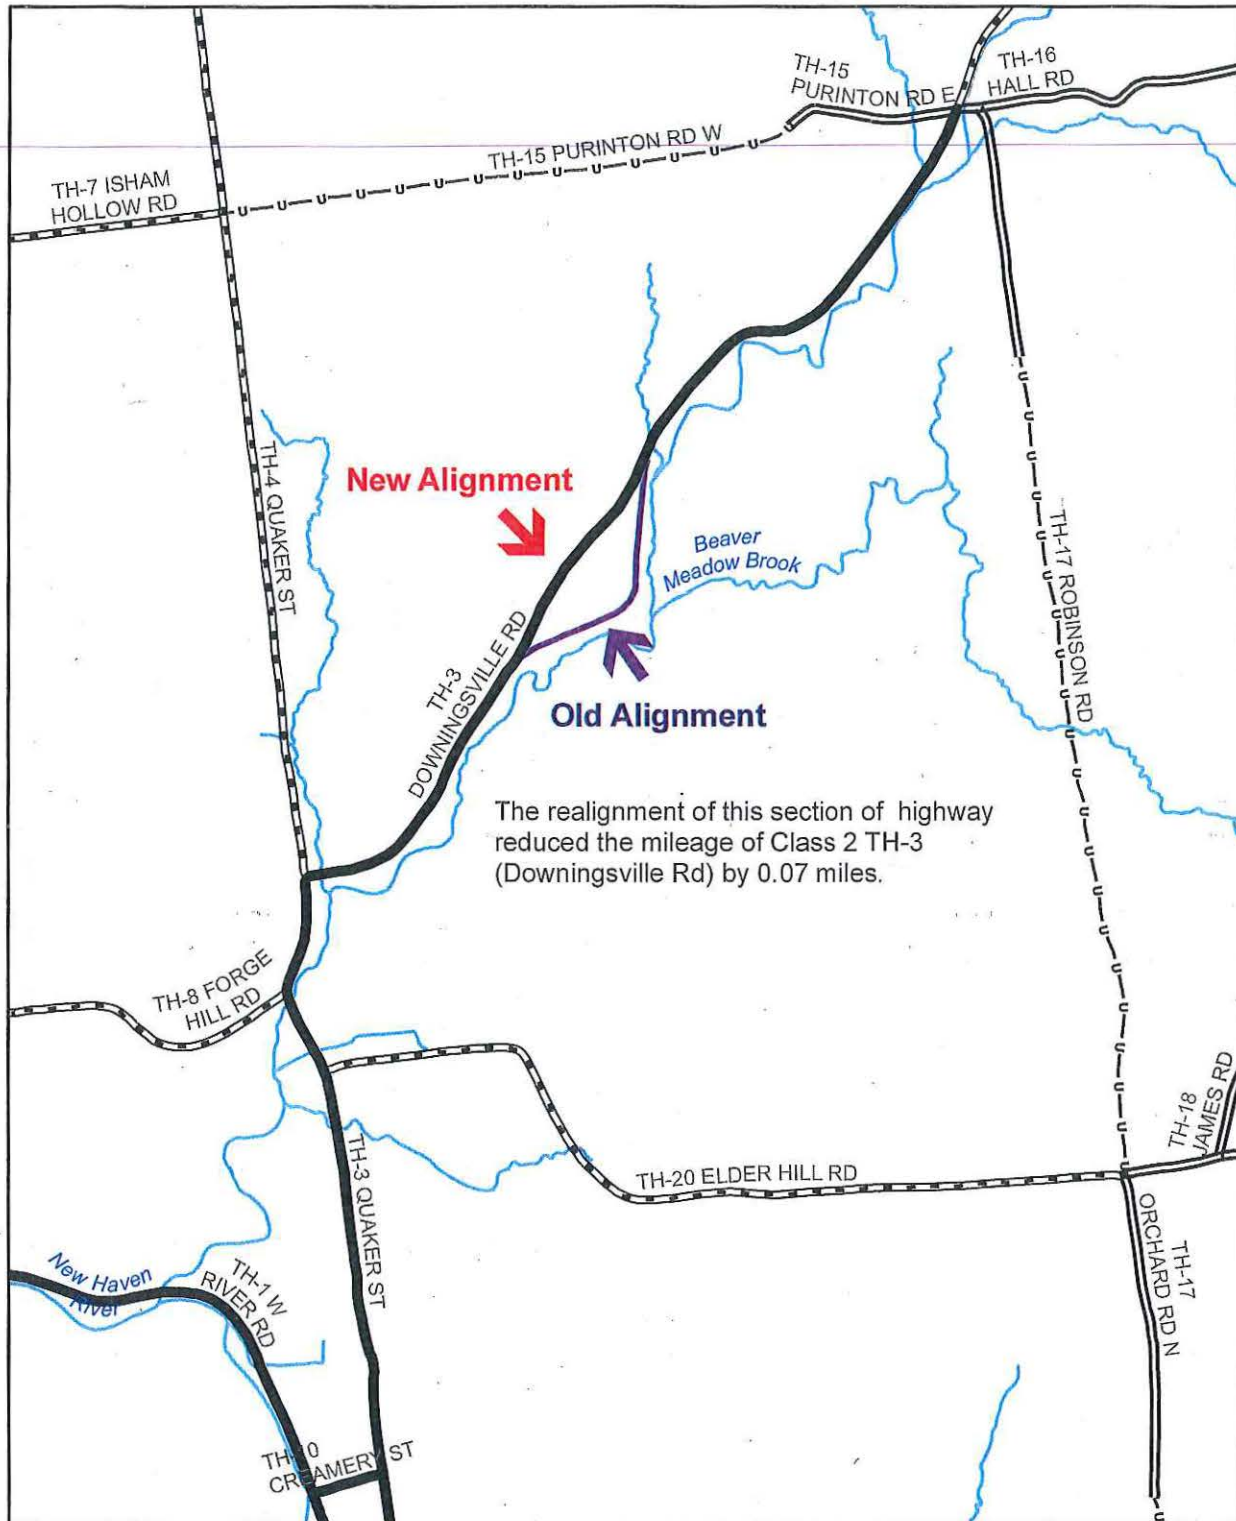 TH-15
PURINTON RD E
TH-16
HALL RD
TH-15 PURINTON RD W
TH-7 ISHAM
HOLLOW RD
TH-4 QUAKER ST
New Alignment
Beaver
Meadow Brook
TH-17 ROBINSON RD
TH-3
DOWNINGSVILLE RD
Old Alignment
The realignment of this section of highway
reduced the mileage of Class 2 TH-3
(Downingsville Rd) by 0.07 miles.
TH-8 FORGE
HILL RD
TH-18
JAMES RD
TH-3 QUAKER ST
TH-20 ELDER HILL RD
TH-17
ORCHARD RD N
New Haven
River
TH-1 W
RIVER RD
TH-10
CREAMERY ST